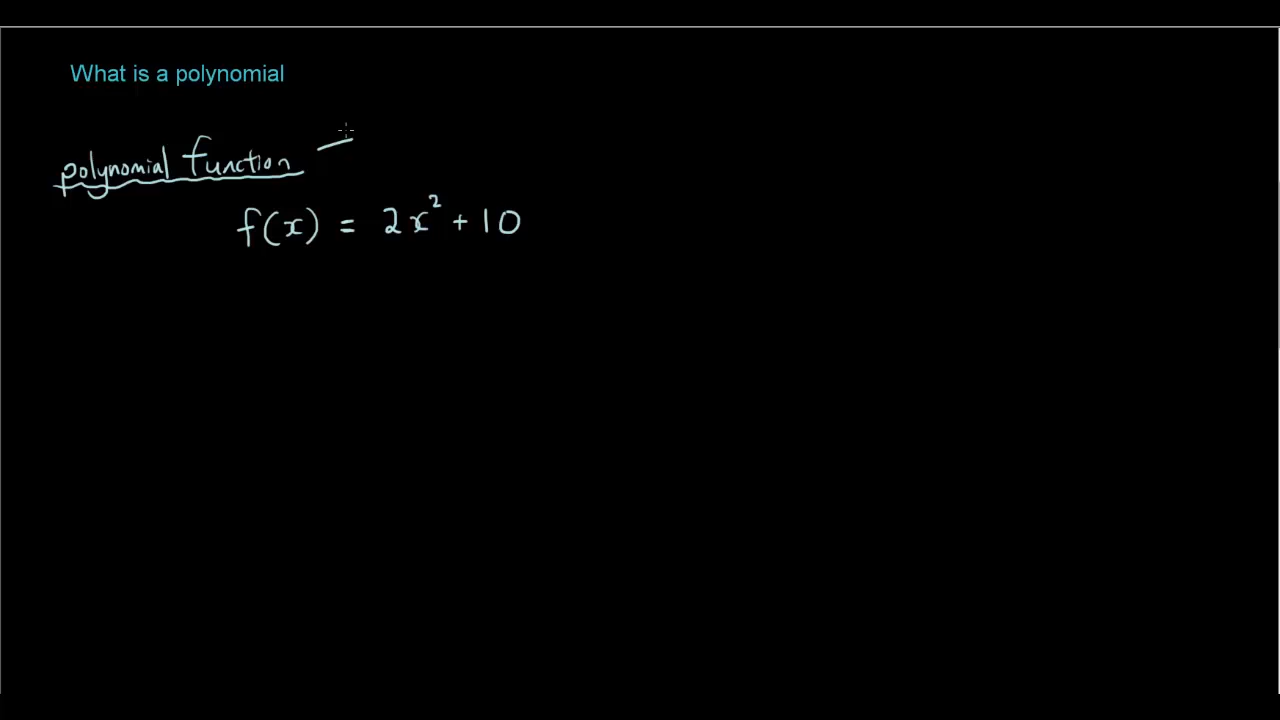 What is a polynomial
polynomial function
f(x) = 2x² + 10